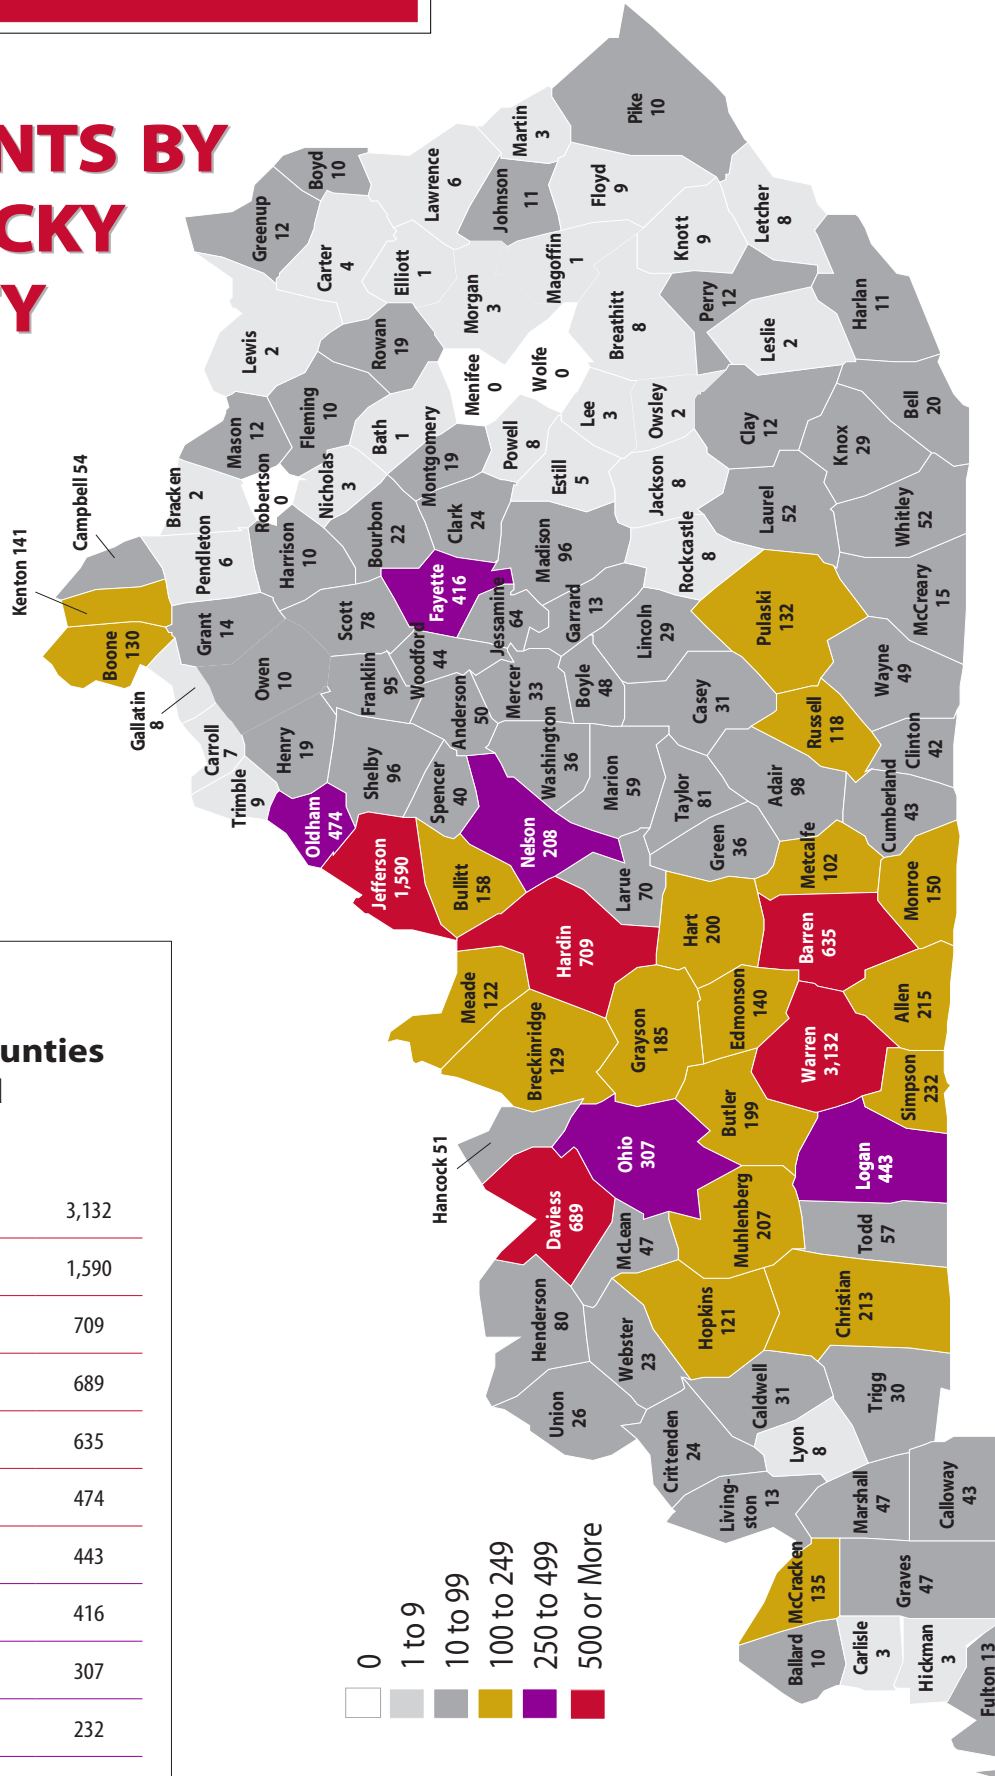 NTS BY
CKY
TY
unties
3,132
1,590
709
689
635
474
443
416
307
232
0
1 to 9
10 to 99
100 to 249
250 to 499
500 or More
Kenton 141
Campbell 54
Boone
130
Gallatin
8
Carroll
7
Trimble
9
Grant
14
Pendleton
6
Bracken
2
Mason
12
Robertson
0
Lewis
2
Greenup
12
Boyd
10
Carter
4
Fleming
10
Rowan
19
Elliott
1
Lawrence
6
Martin
3
Johnson
11
Pike
10
Floyd
9
Magoffin
1
Morgan
3
Menifee
0
Bath
1
Nicholas
3
Harrison
10
Owen
10
Henry
19
Oldham
474
Jefferson
1,590
Shelby
96
Franklin
95
Scott
78
Bourbon
22
Montgomery
19
Clark
24
Fayette
416
Woodford
44
Anderson
50
Spencer
40
Bullitt
158
Nelson
208
Washington
36
Mercer
33
Jessamine
64
Madison
96
Garrard
13
Boyle
48
Lincoln
29
Estill
5
Powell
8
Wolfe
0
Lee
3
Breathitt
8
Knott
9
Letcher
8
Perry
12
Leslie
2
Harlan
11
Owsley
2
Jackson
8
Clay
12
Rockcastle
8
Laurel
52
Knox
29
Bell
20
Whitley
52
McCreary
15
Pulaski
132
Wayne
49
Casey
31
Russell
118
Clinton
42
Cumberland
43
Adair
98
Marion
59
Taylor
81
Green
36
Larue
70
Metcalfe
102
Monroe
150
Barren
635
Hart
200
Hardin
709
Meade
122
Breckinridge
129
Grayson
185
Edmonson
140
Warren
3,132
Allen
215
Simpson
232
Butler
199
Logan
443
Hancock 51
Ohio
307
Daviess
689
McLean
47
Muhlenberg
207
Todd
57
Henderson
80
Webster
23
Hopkins
121
Christian
213
Union
26
Crittenden
24
Caldwell
31
Trigg
30
Lyon
8
Living-
ston
13
Marshall
47
Calloway
43
McCracken
135
Graves
47
Ballard
10
Carlisle
3
Hickman
3
Fulton 13